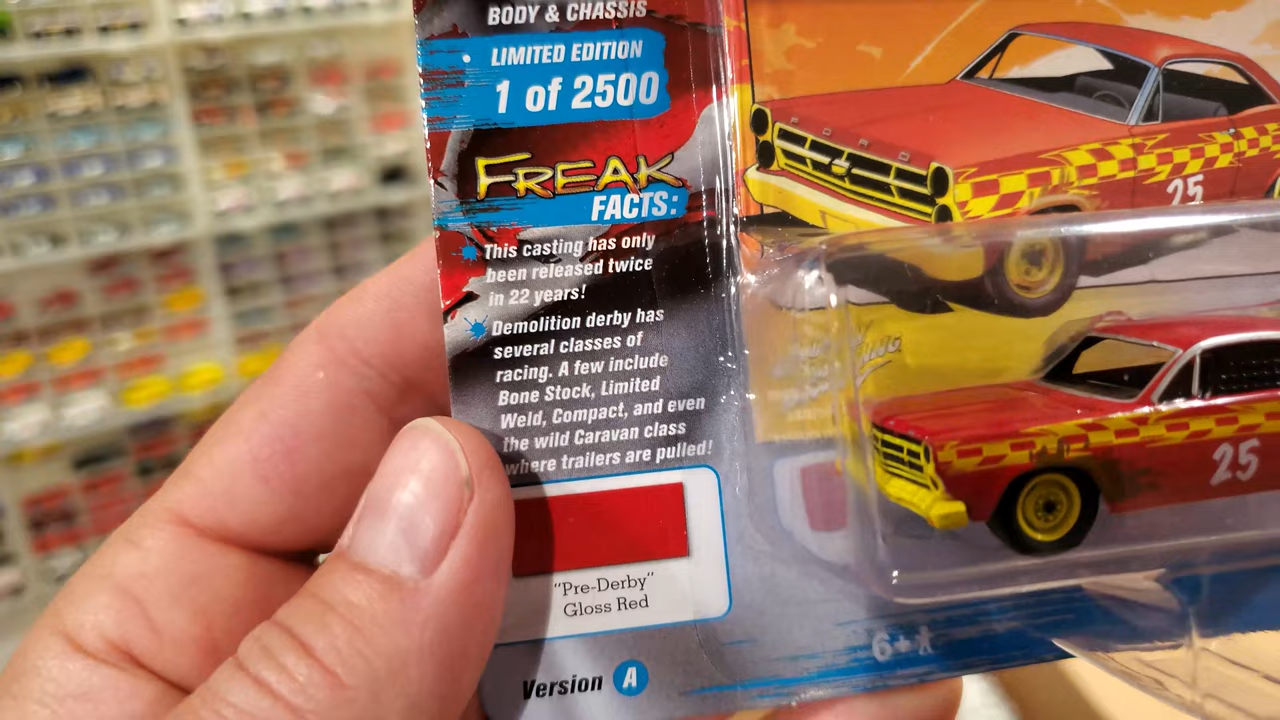 BODY & CHASSIS
LIMITED EDITION
1 of 2500
FREAK
FACTS:
This casting has only
been released twice
in 22 years!
Demolition derby has
several classes of
racing. A few include
Bone Stock, Limited
Weld, Compact, and even
the wild Caravan class
where trailers are pulled!
"Pre-Derby"
Gloss Red
Version A
FORD
25
25
6+